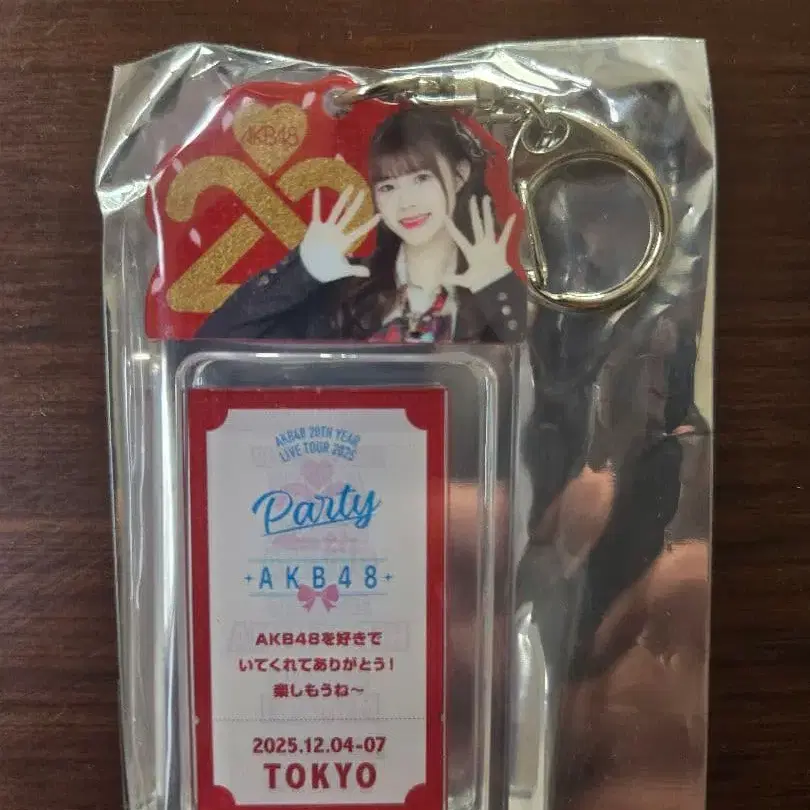 AKB48
20
AKB48 20TH YEAR
LIVE TOUR 2025
Party
AKB48
AKB48を好きで
いてくれてありがとう!
楽しもうね〜
2025.12.04-07
TOKYO